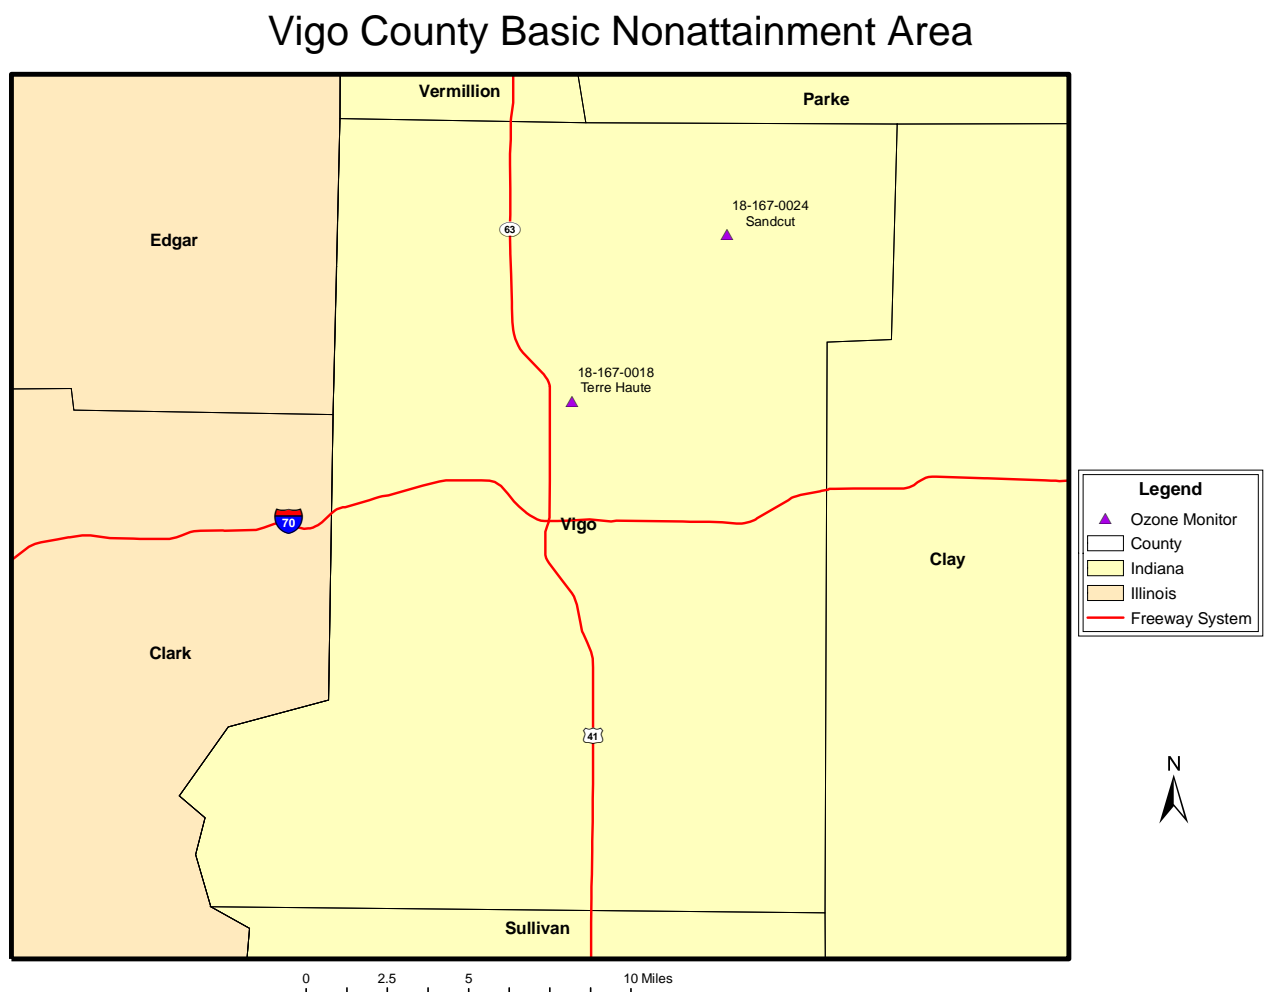 Vigo County Basic Nonattainment Area
Vermillion
Parke
18-167-0024
Sandcut
63
Edgar
18-167-0018
Terre Haute
70
Vigo
Clay
Clark
41
Sullivan
Legend
Ozone Monitor
County
Indiana
Illinois
Freeway System
N
0 2.5 5 10 Miles